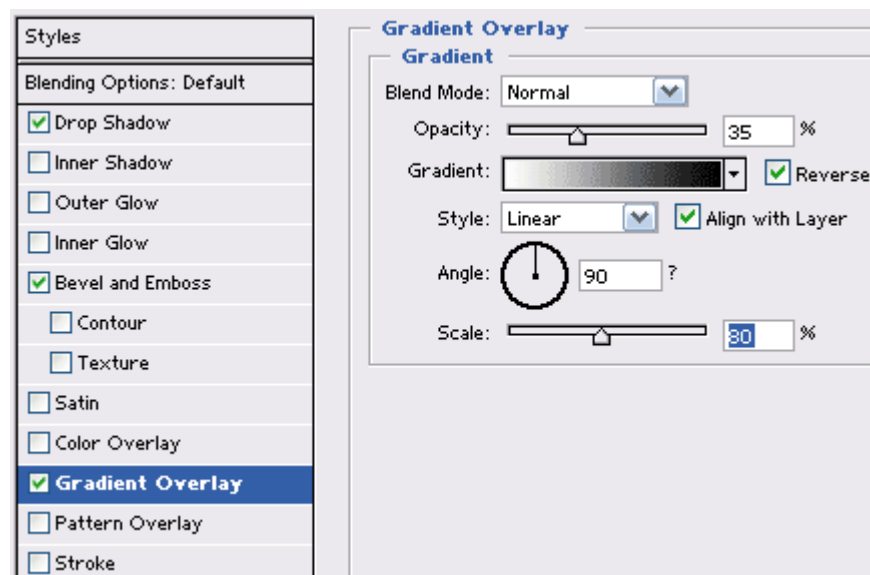 Styles
Blending Options: Default
Drop Shadow
Inner Shadow
Outer Glow
Inner Glow
Bevel and Emboss
Contour
Texture
Satin
Color Overlay
Gradient Overlay
Pattern Overlay
Stroke
Gradient Overlay
Gradient
Blend Mode: Normal
Opacity: 35 %
Gradient: Reverse
Style: Linear Align with Layer
Angle: 90 ?
Scale: 80 %